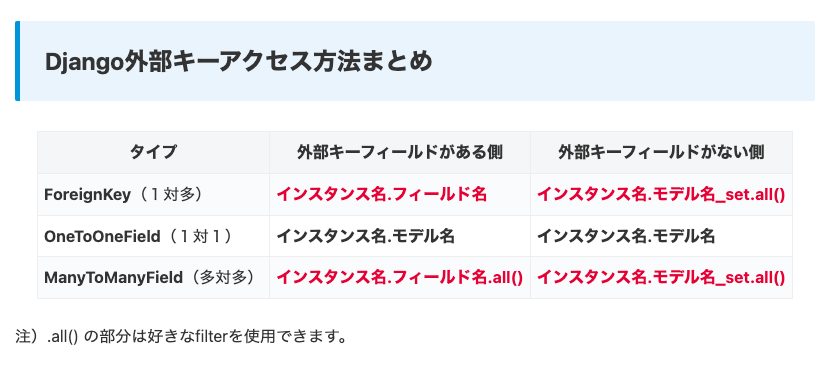 Django外部キーアクセス方法まとめ
タイプ 外部キーフィールドがある側 外部キーフィールドがない側
ForeignKey（１対多） インスタンス名.フィールド名 インスタンス名.モデル名_set.all()
OneToOneField（１対１） インスタンス名.モデル名 インスタンス名.モデル名
ManyToManyField（多対多） インスタンス名.フィールド名.all() インスタンス名.モデル名_set.all()
注）.all() の部分は好きなfilterを使用できます。